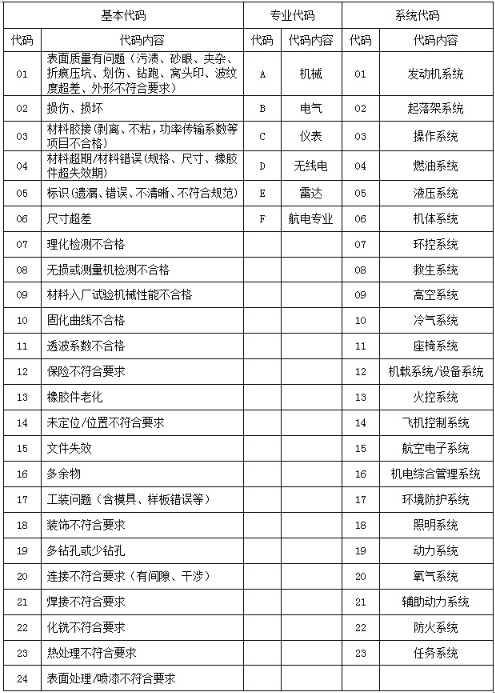 基本代码 专业代码 系统代码
代码 代码内容 代码 代码内容 代码 代码内容
01 表面质量有问题（污渍、砂眼、夹杂、折痕压坑、划伤、钻跑、窝头印、波纹度超差、外形不符合要求） A 机械 01 发动机系统
02 损伤、损坏 B 电气 02 起落架系统
03 材料胶接(剥离、不粘，功率传输系数等项目不合格) C 仪表 03 操作系统
04 材料超期/材料错误(规格、尺寸、橡胶件超失效期) D 无线电 04 燃油系统
05 标识(遗漏、错误、不清晰、不符合规范) E 雷达 05 液压系统
06 尺寸超差 F 航电专业 06 机体系统
07 理化检测不合格 07 环控系统
08 无损或测量机检测不合格 08 救生系统
09 材料入厂试验机械性能不合格 09 高空系统
10 固化曲线不合格 10 冷气系统
11 透波系数不合格 11 座椅系统
12 保险不符合要求 12 机载系统/设备系统
13 橡胶件老化 13 火控系统
14 未定位/位置不符合要求 14 飞机控制系统
15 文件失效 15 航空电子系统
16 多余物 16 机电综合管理系统
17 工装问题（含模具、样板错误等） 17 环境防护系统
18 装饰不符合要求 18 照明系统
19 多钻孔或少钻孔 19 动力系统
20 连接不符合要求（有间隙、干涉） 20 氧气系统
21 焊接不符合要求 21 辅助动力系统
22 化铣不符合要求 22 防火系统
23 热处理不符合要求 23 任务系统
24 表面处理/喷漆不符合要求